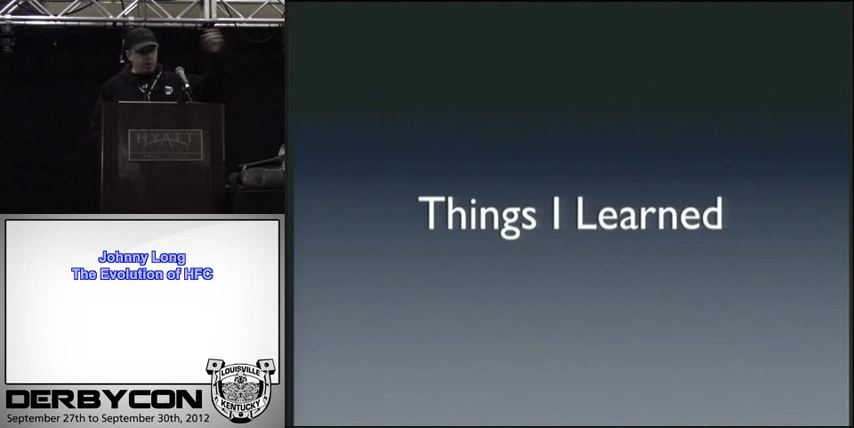 HYATT
Things I Learned
Johnny Long
The Evolution of HFC
LOUISVILLE
KENTUCKY
DERBYCON
September 27th to September 30th, 2012